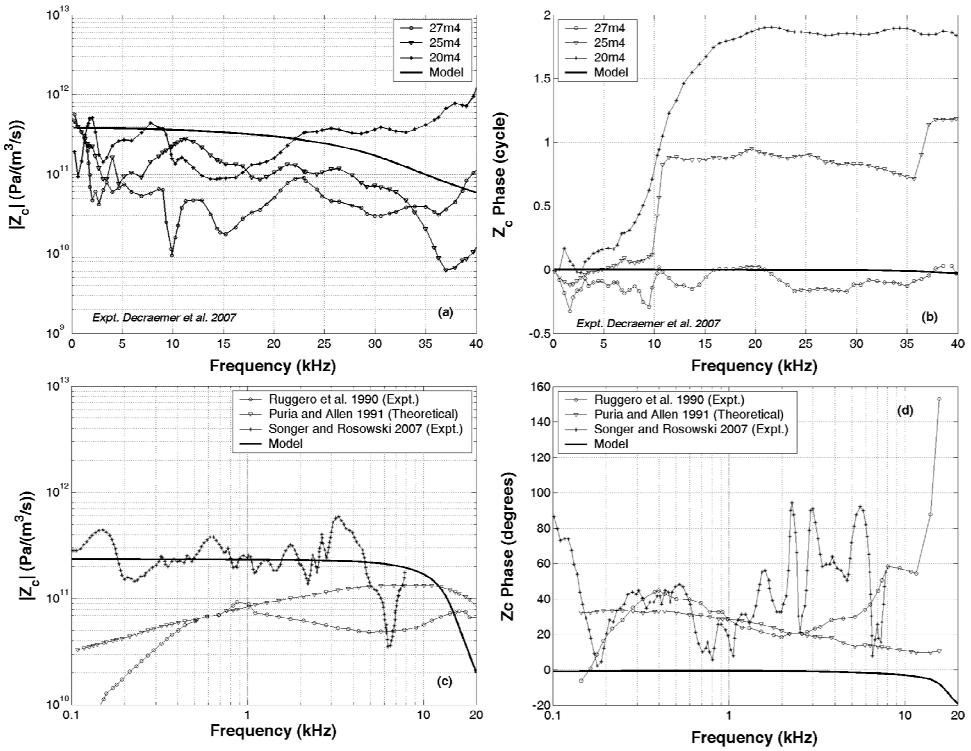 27m4
25m4
20m4
Model
10^13
10^12
10^11
10^10
10^9
|Z_c| (Pa/(m^3/s))
(a)
Expt. Decraemer et al. 2007
0 5 10 15 20 25 30 35 40
Frequency (kHz)
27m4
25m4
20m4
Model
2
1.5
1
0.5
0
-0.5
Z_c Phase (cycle)
(b)
Expt. Decraemer et al. 2007
0 5 10 15 20 25 30 35 40
Frequency (kHz)
Ruggero et al. 1990 (Expt.)
Puria and Allen 1991 (Theoretical)
Songer and Rosowski 2007 (Expt.)
Model
10^13
10^12
10^11
10^10
|Z_c| (Pa/(m^3/s))
(c)
0.1 1 10 20
Frequency (kHz)
Ruggero et al. 1990 (Expt.)
Puria and Allen 1991 (Theoretical)
Songer and Rosowski 2007 (Expt.)
Model
(d)
160
140
120
100
80
60
40
20
0
-20
Zc Phase (degrees)
0.1 1 10 20
Frequency (kHz)